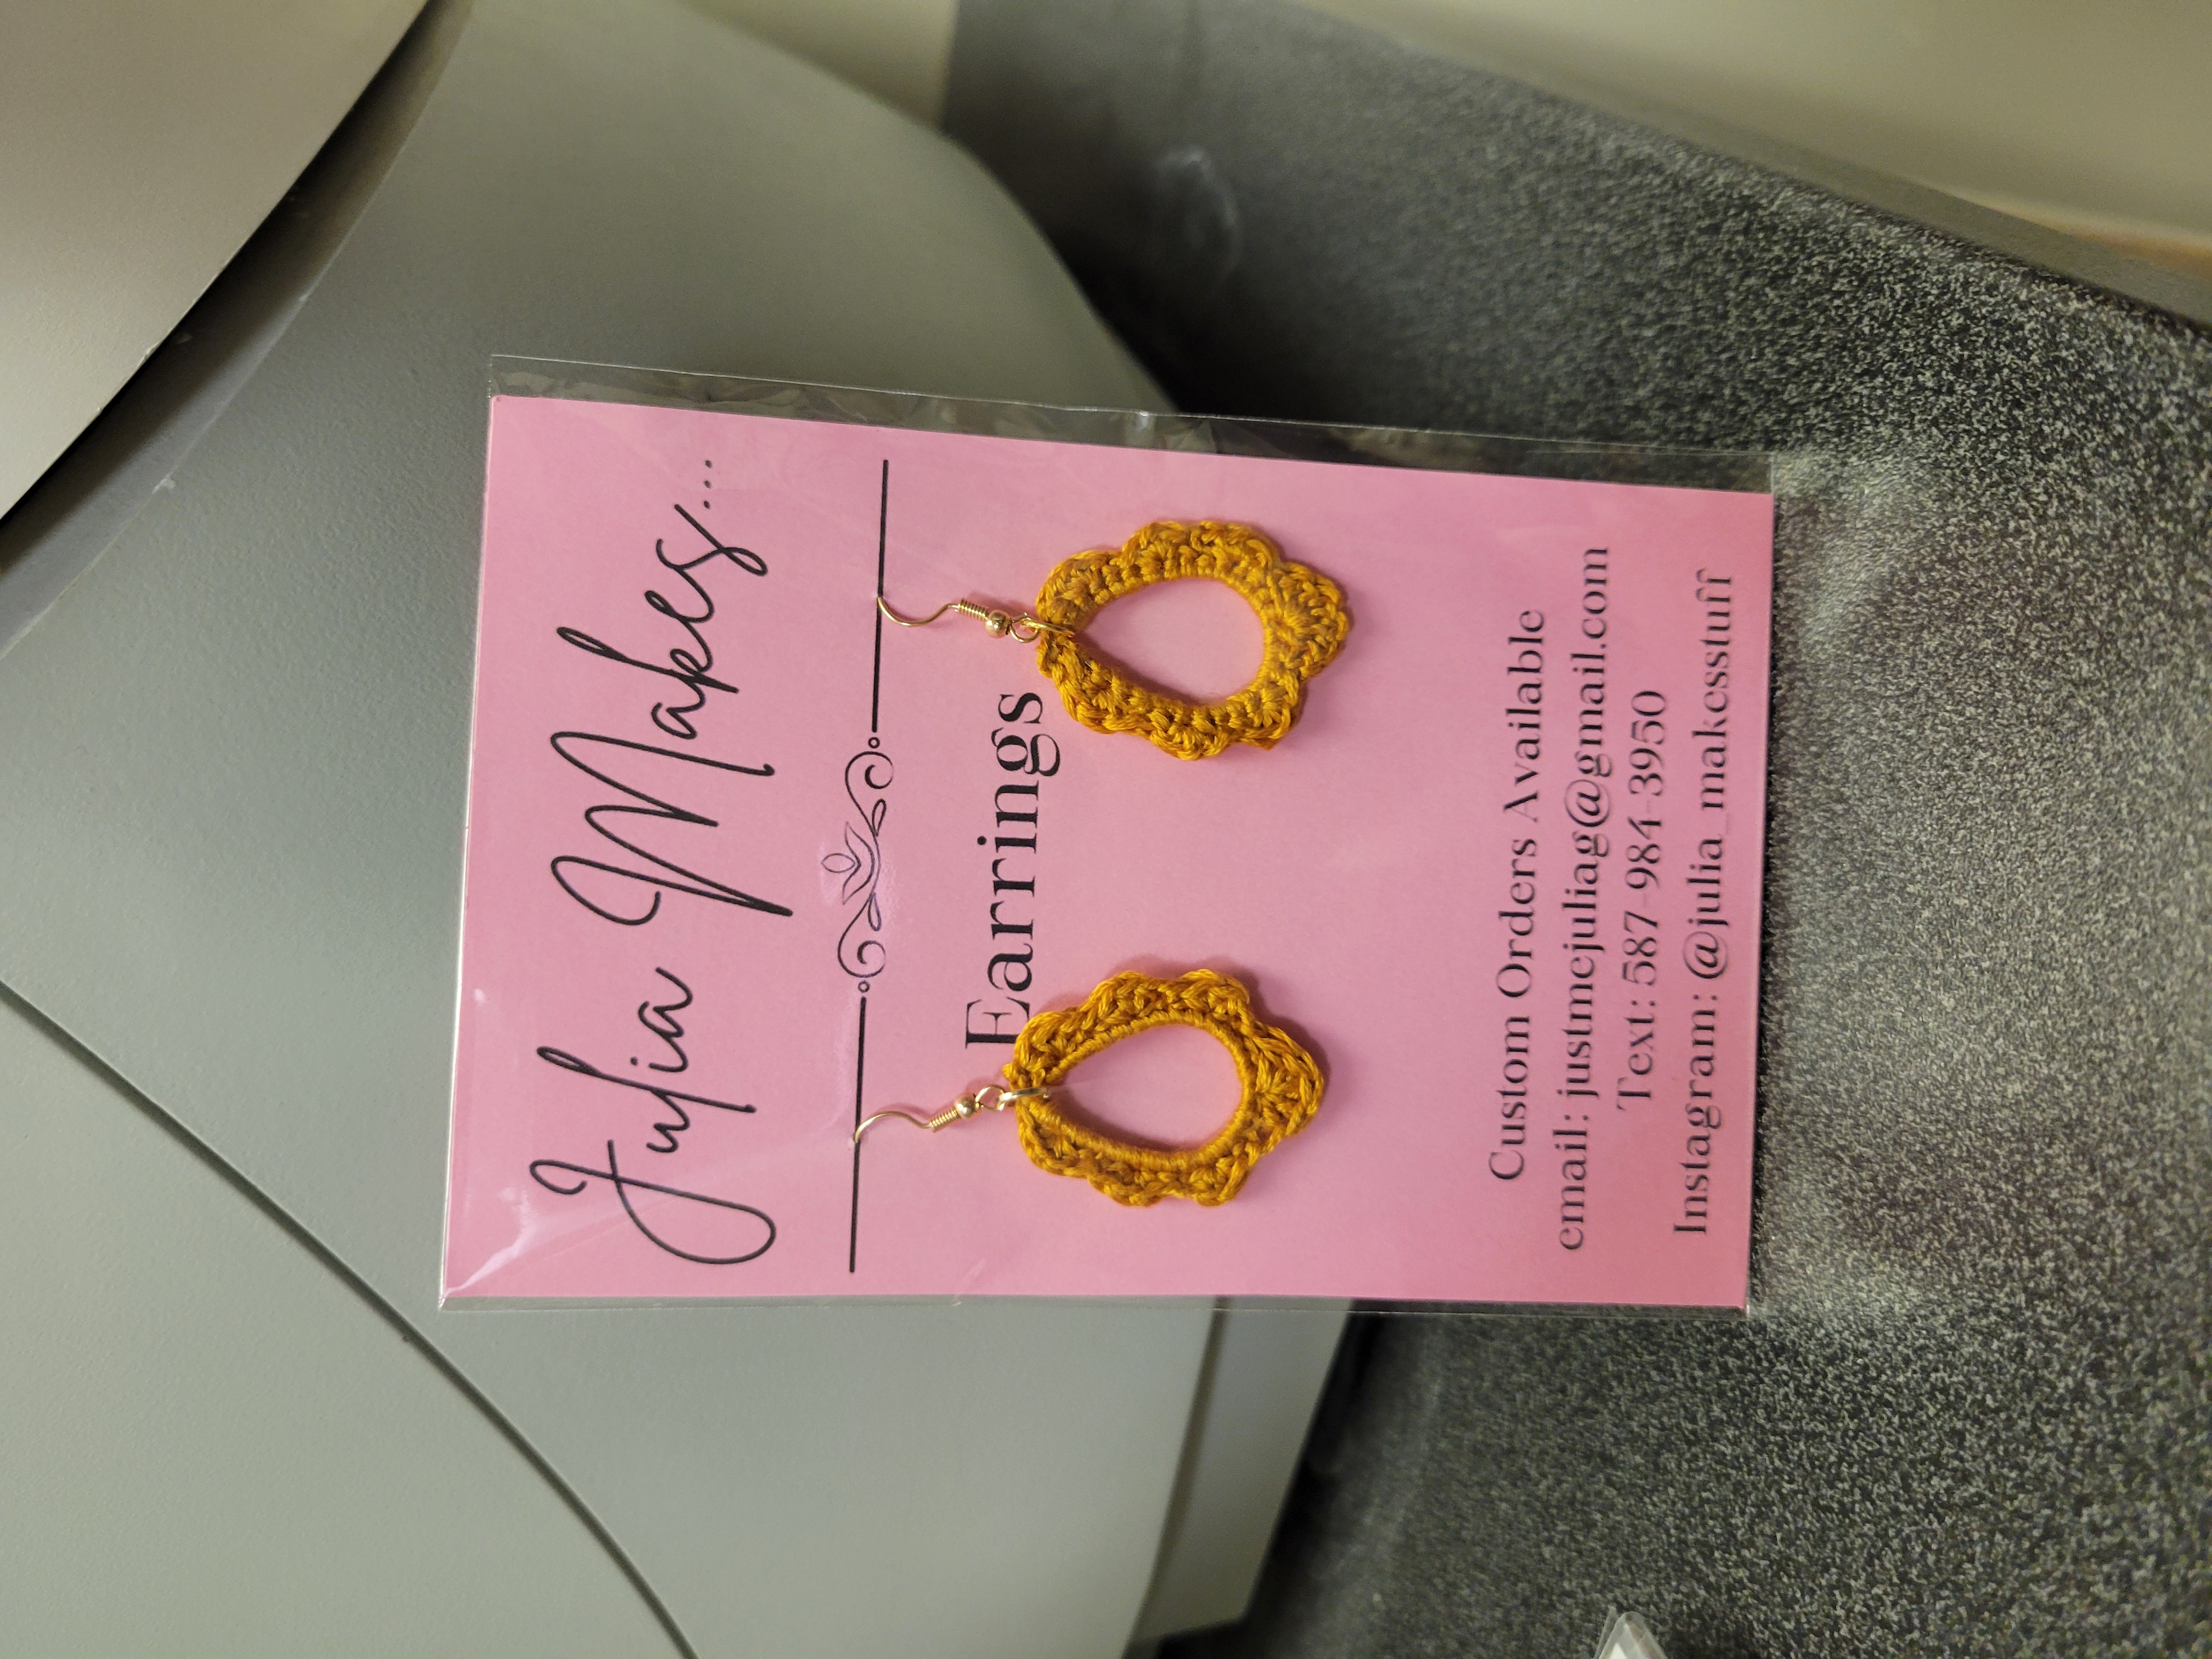 Julia Makes...
Earrings
Custom Orders Available
email: justmejuliag@gmail.com
Text: 587-984-3950
Instagram: @julia_makesstuff